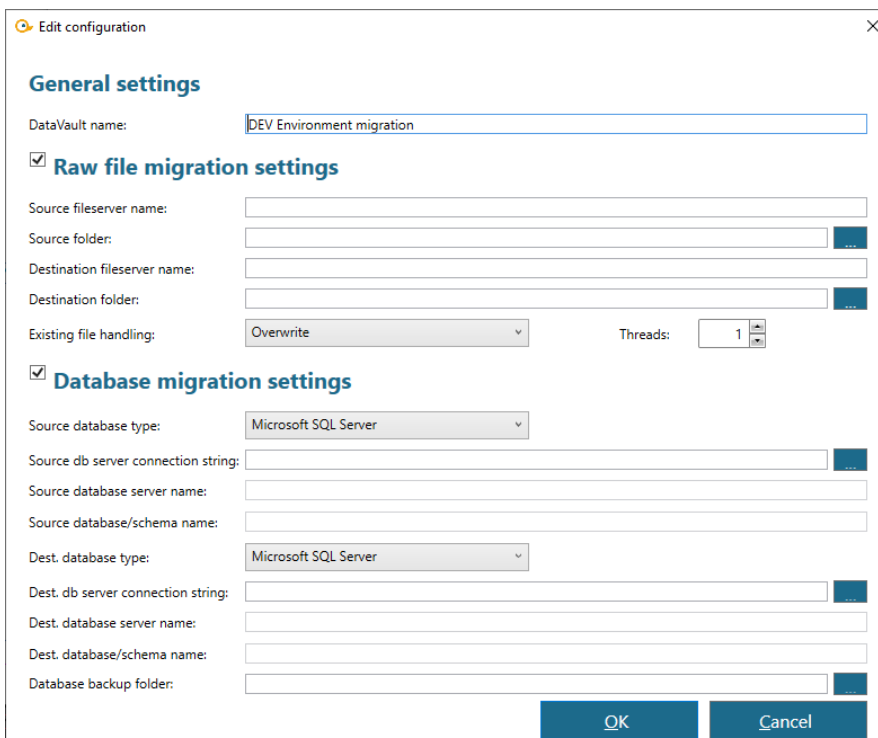 Edit configuration
General settings
DataVault name: DEV Environment migration
Raw file migration settings
Source fileserver name:
Source folder: ...
Destination fileserver name:
Destination folder: ...
Existing file handling: Overwrite Threads: 1
Database migration settings
Source database type: Microsoft SQL Server
Source db server connection string: ...
Source database server name:
Source database/schema name:
Dest. database type: Microsoft SQL Server
Dest. db server connection string: ...
Dest. database server name:
Dest. database/schema name:
Database backup folder: ...
OK Cancel